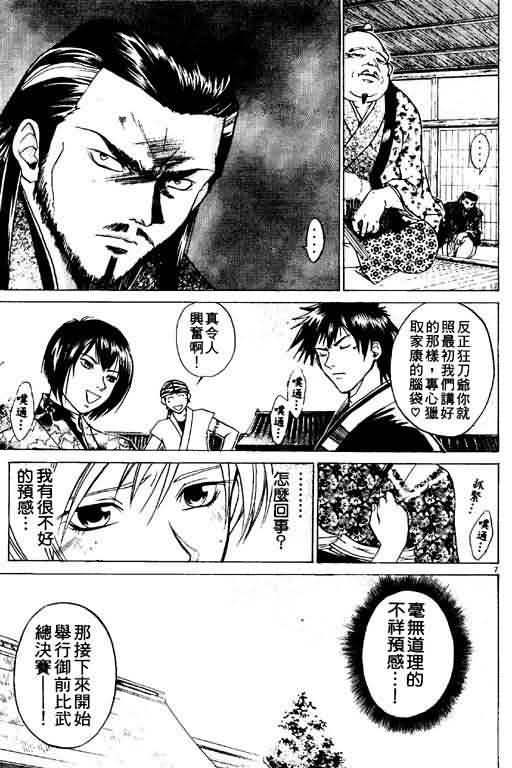 ‥‥
‥‥
反正狂刀爺你就
照最初我們講好
的那樣，專心獵
取家康的腦袋♡
真令人
興奮啊！
噗通…
噗通…
抓緊…
噗通…
‥‥‥
怎麼回事？
我有很不好
的預感…
7
毫無道理的
不祥預感…！
那接下來開始
舉行御前比武
總決賽──！